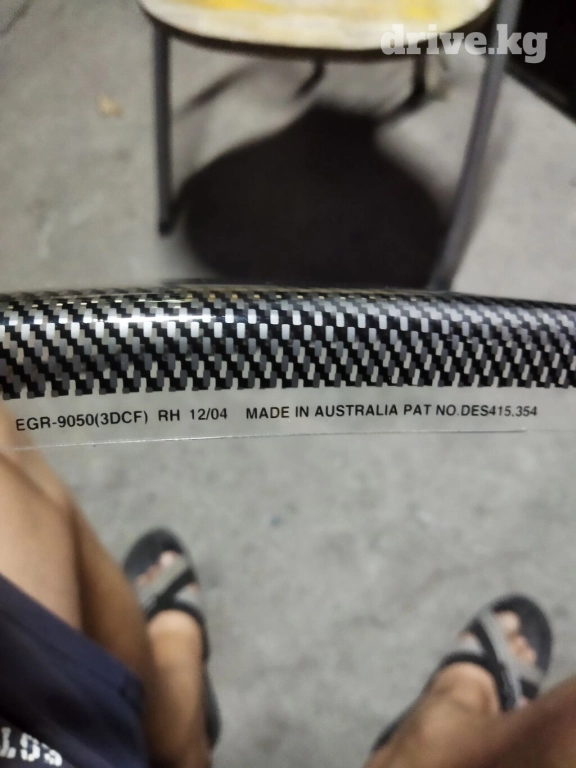 drive.kg
EGR-9050(3DCF) RH 12/04 MADE IN AUSTRALIA PAT NO.DES415,354